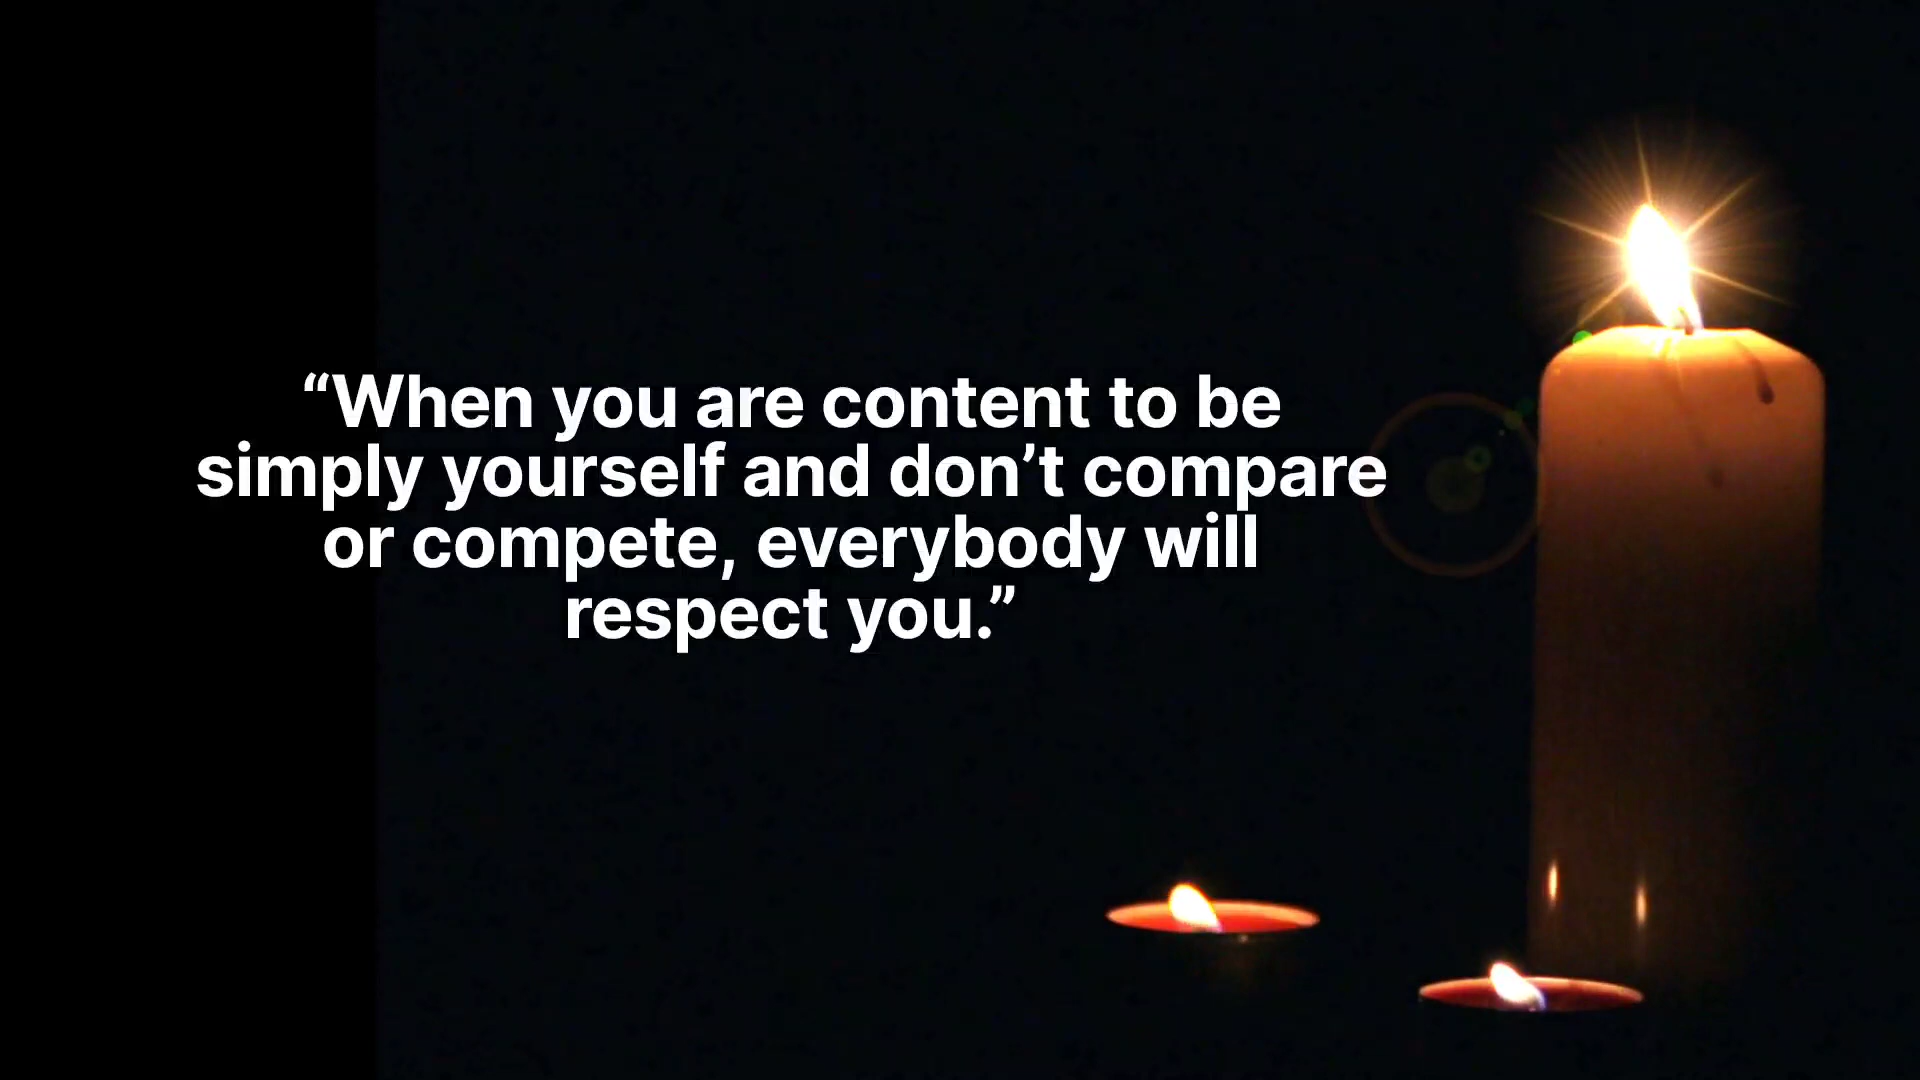 “When you are content to be
simply yourself and don’t compare
or compete, everybody will
respect you.”